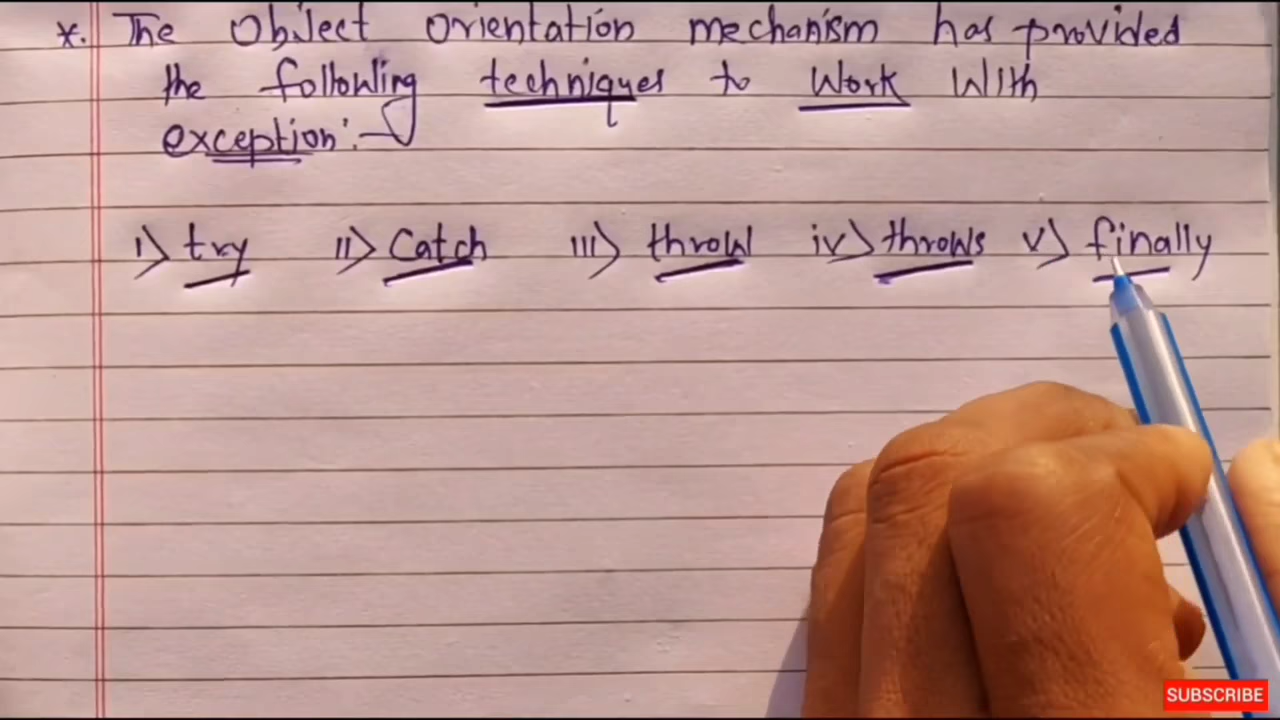 *. The Object orientation mechanism has provided
the following techniques to work with
exception:-
i) try ii) Catch iii) throw iv) throws v) finally
SUBSCRIBE